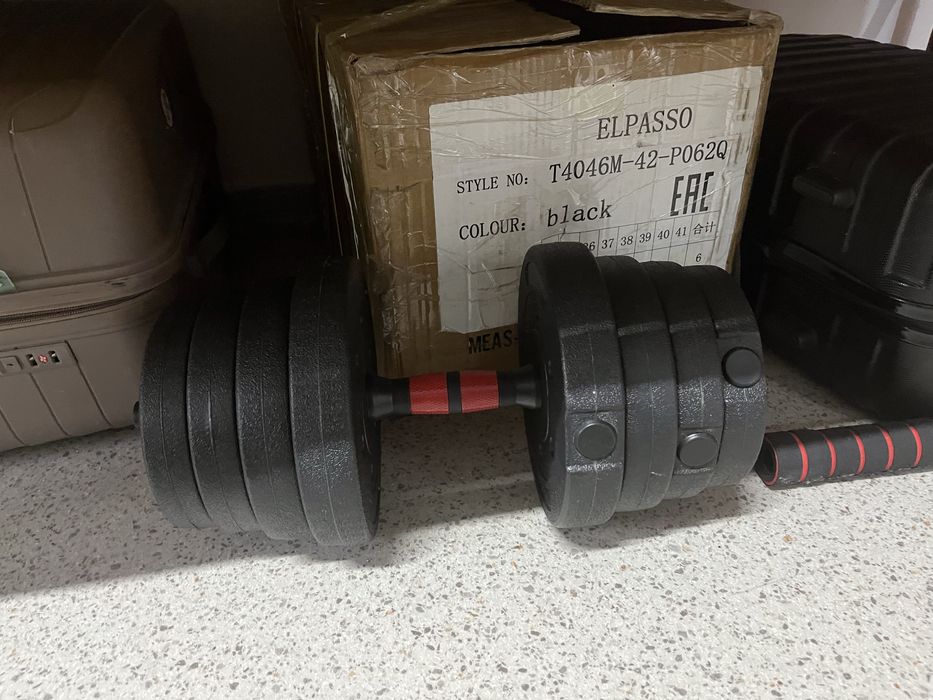 ELPASSO
STYLE NO: T4046M-42-P062Q
EAC
COLOUR: black
36 37 38 39 40 41 合计
6
MEAS